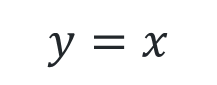 y = x